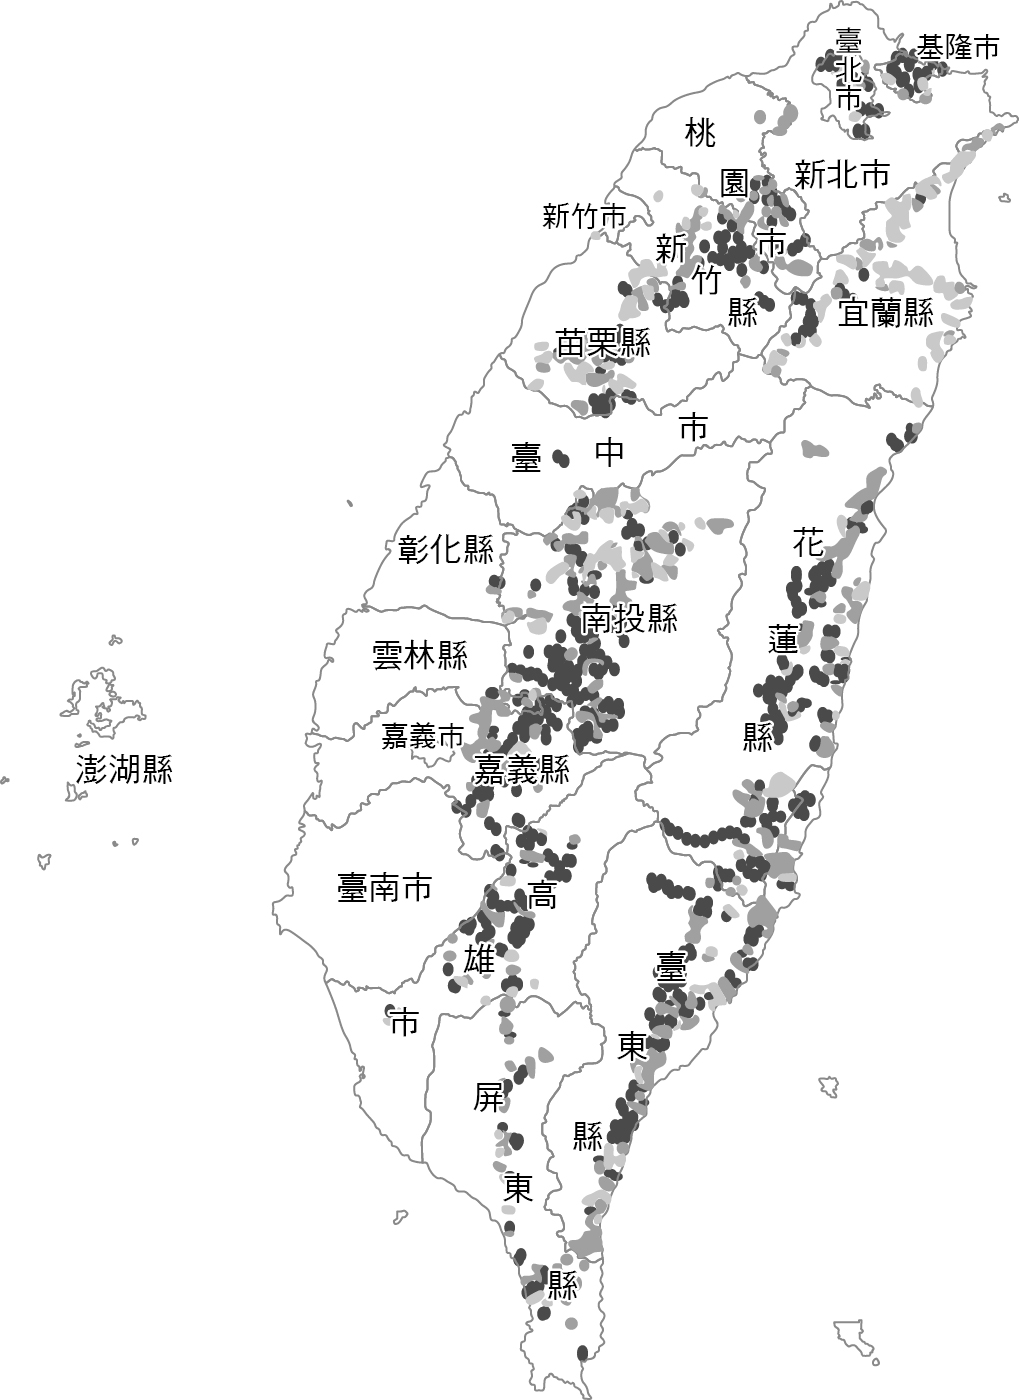 臺北市
基隆市
桃園市
新北市
新竹市
新竹縣
宜蘭縣
苗栗縣
臺中市
彰化縣
花蓮縣
南投縣
雲林縣
嘉義市
嘉義縣
澎湖縣
臺南市
高雄市
臺東縣
屏東縣